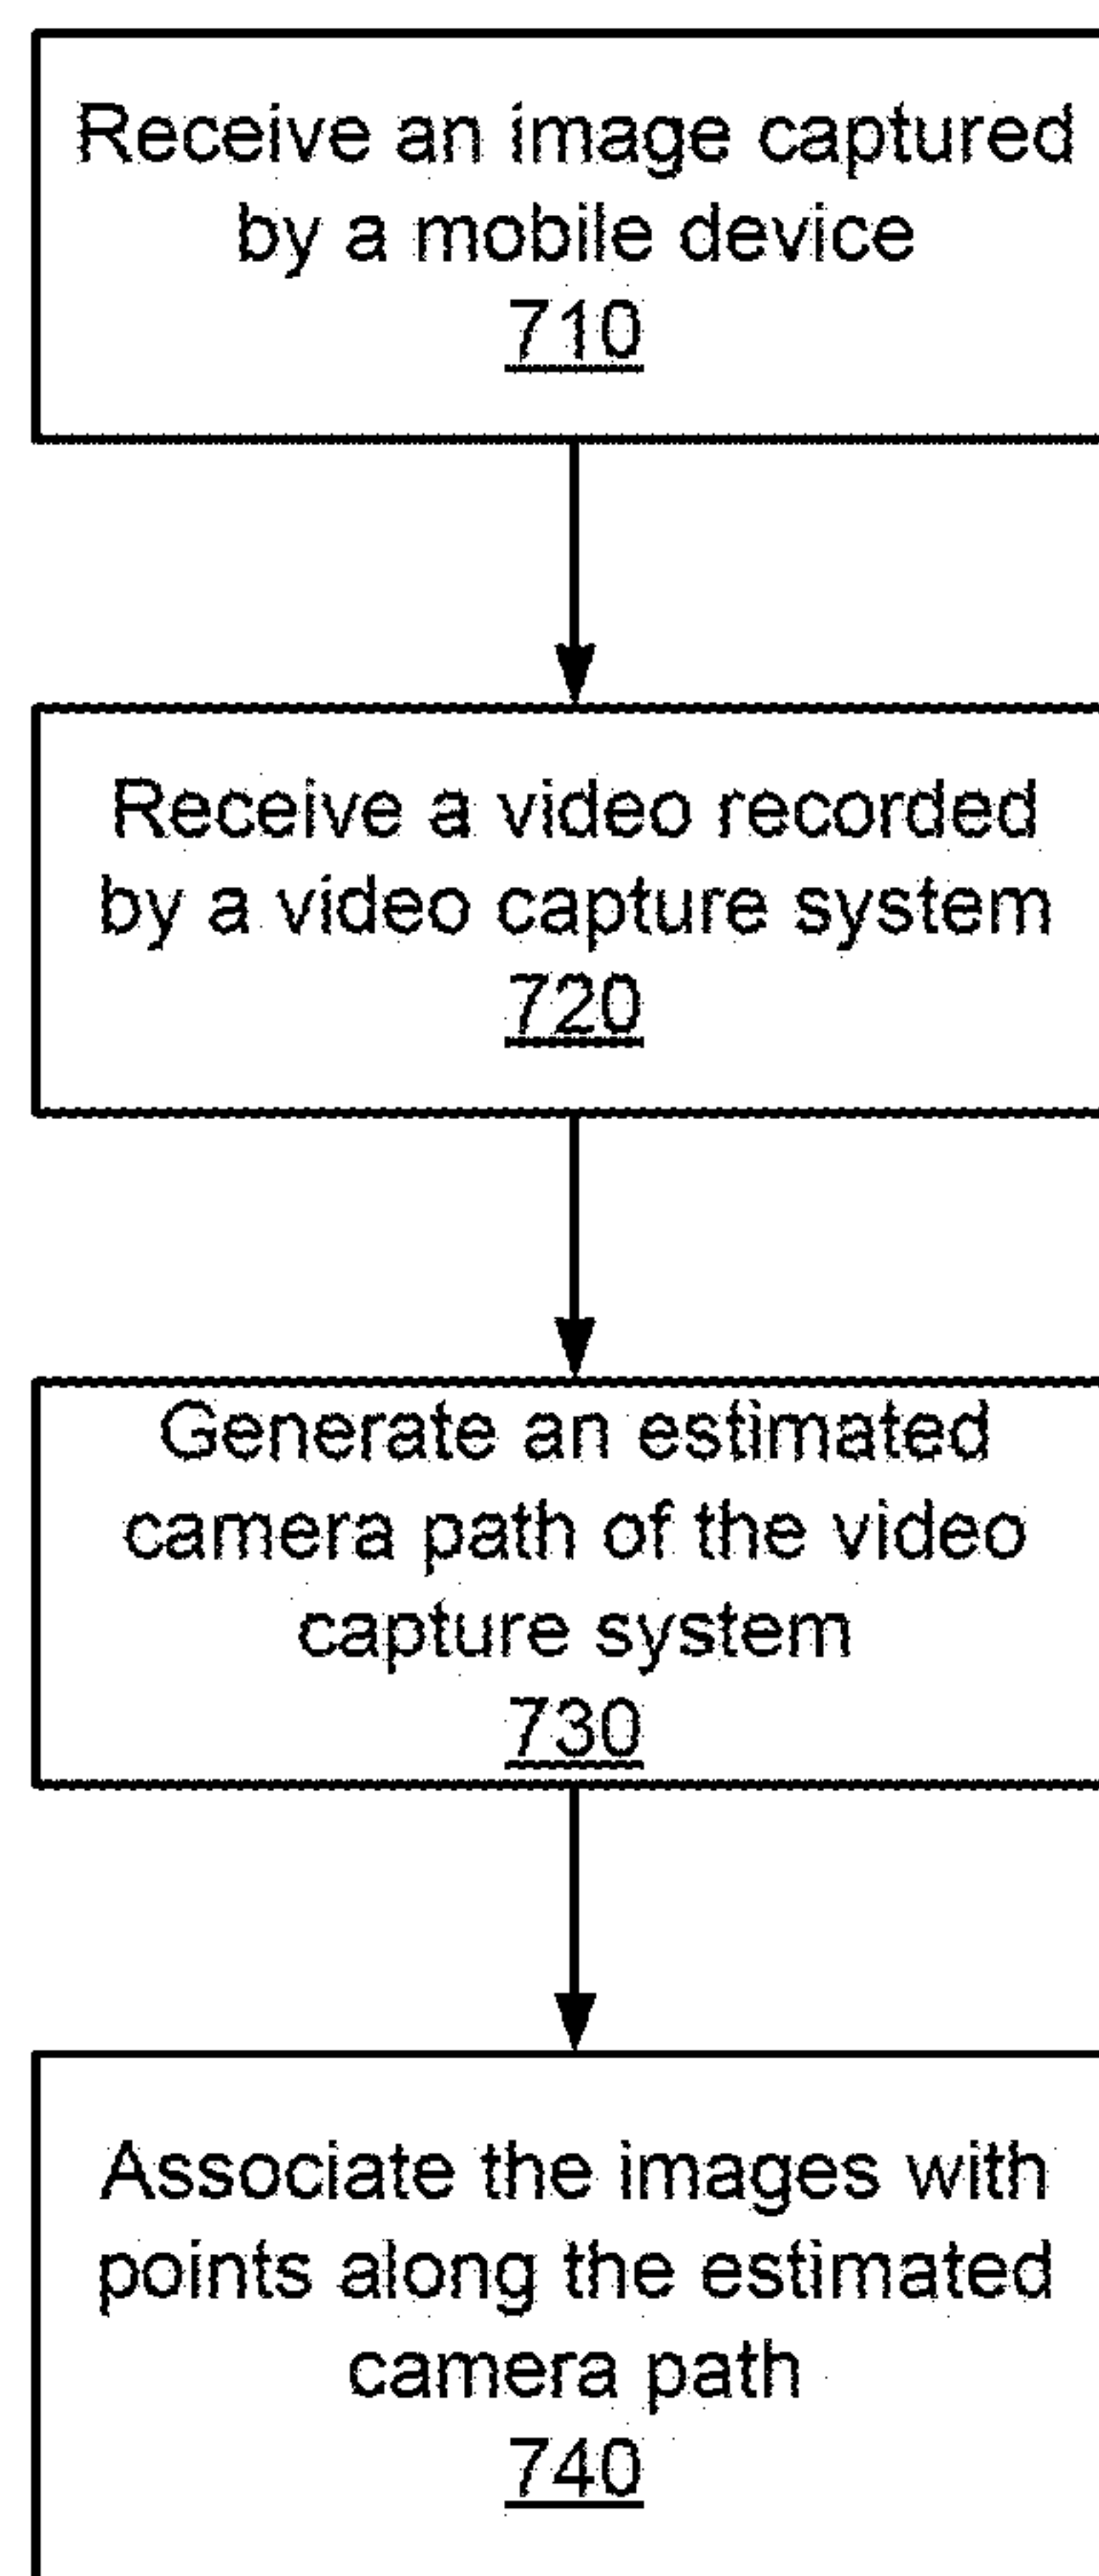 Receive an image captured
by a mobile device
710
Receive a video recorded
by a video capture system
720
Generate an estimated
camera path of the video
capture system
730
Associate the images with
points along the estimated
camera path
740